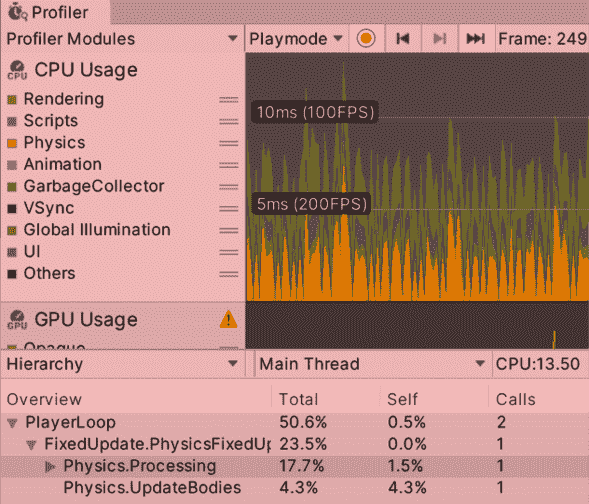 Profiler
Profiler Modules Playmode Frame: 249
CPU Usage
CPU
Rendering
Scripts
Physics
Animation
GarbageCollector
VSync
Global Illumination
UI
Others
10ms (100FPS)
5ms (200FPS)
GPU Usage
GPU
Opaque
Hierarchy Main Thread CPU:13.50
Overview Total Self Calls
PlayerLoop 50.6% 0.5% 2
FixedUpdate.PhysicsFixedUp 23.5% 0.0% 1
Physics.Processing 17.7% 1.5% 1
Physics.UpdateBodies 4.3% 4.3% 1